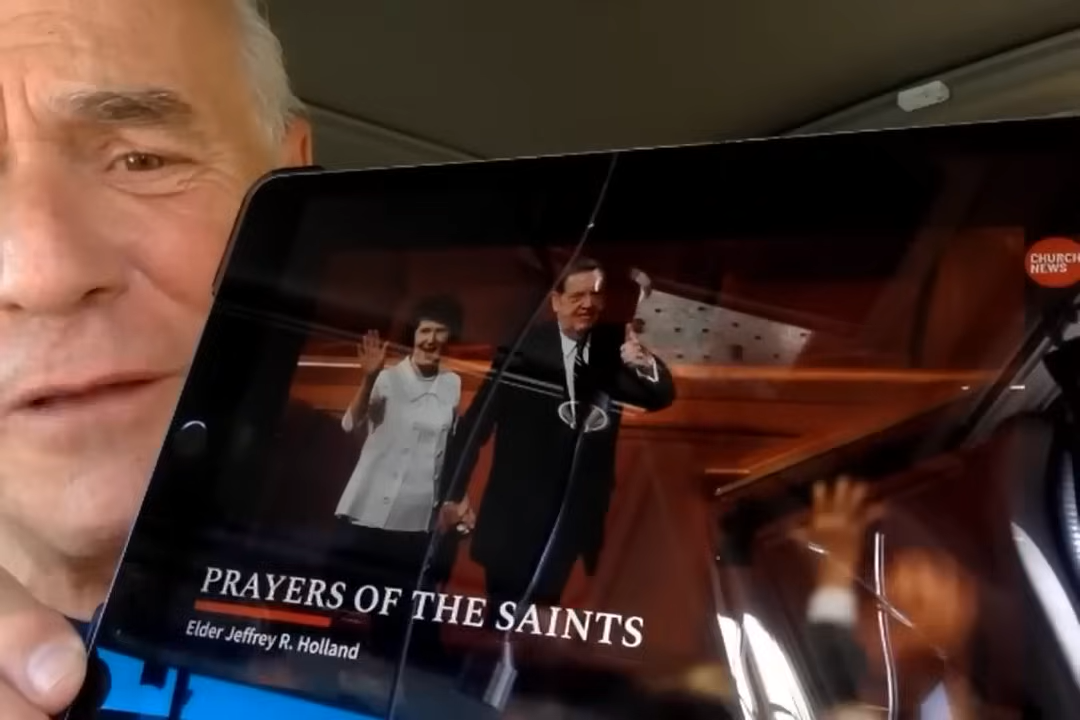 CHURCH
NEWS
PRAYERS OF THE SAINTS
Elder Jeffrey R. Holland